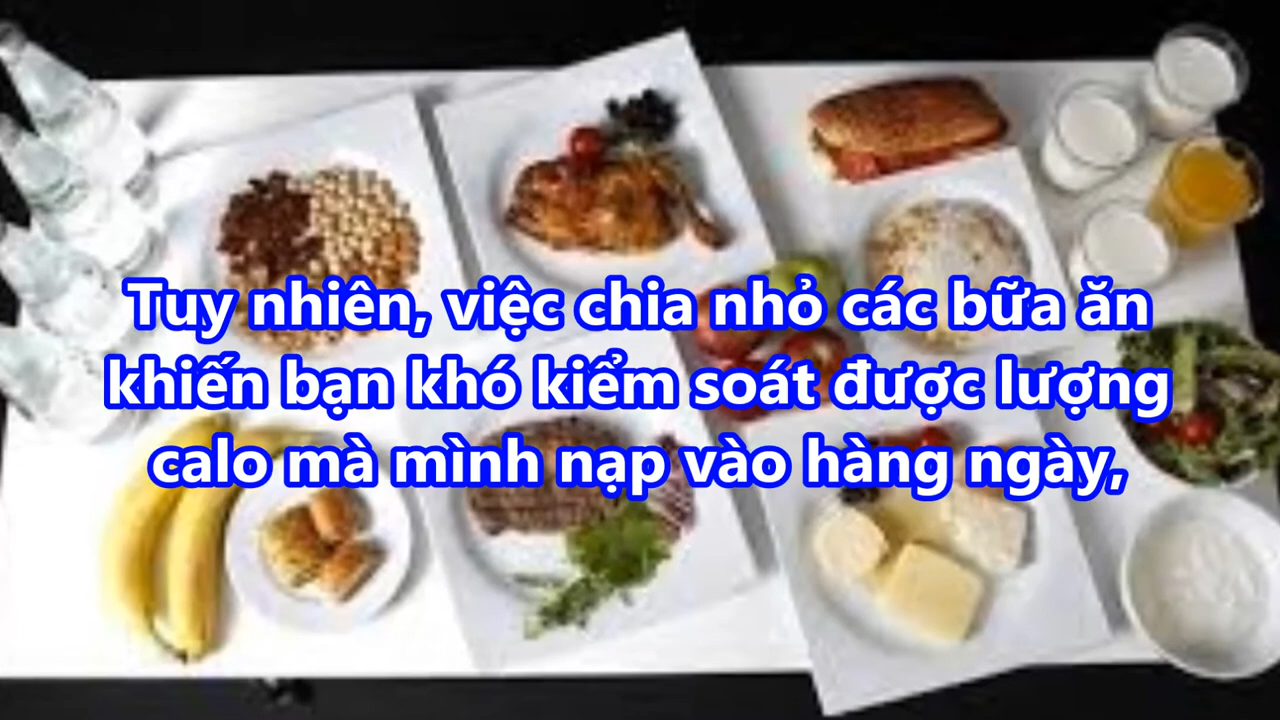 Tuy nhiên, việc chia nhỏ các bữa ăn
khiến bạn khó kiểm soát được lượng
calo mà mình nạp vào hàng ngày,